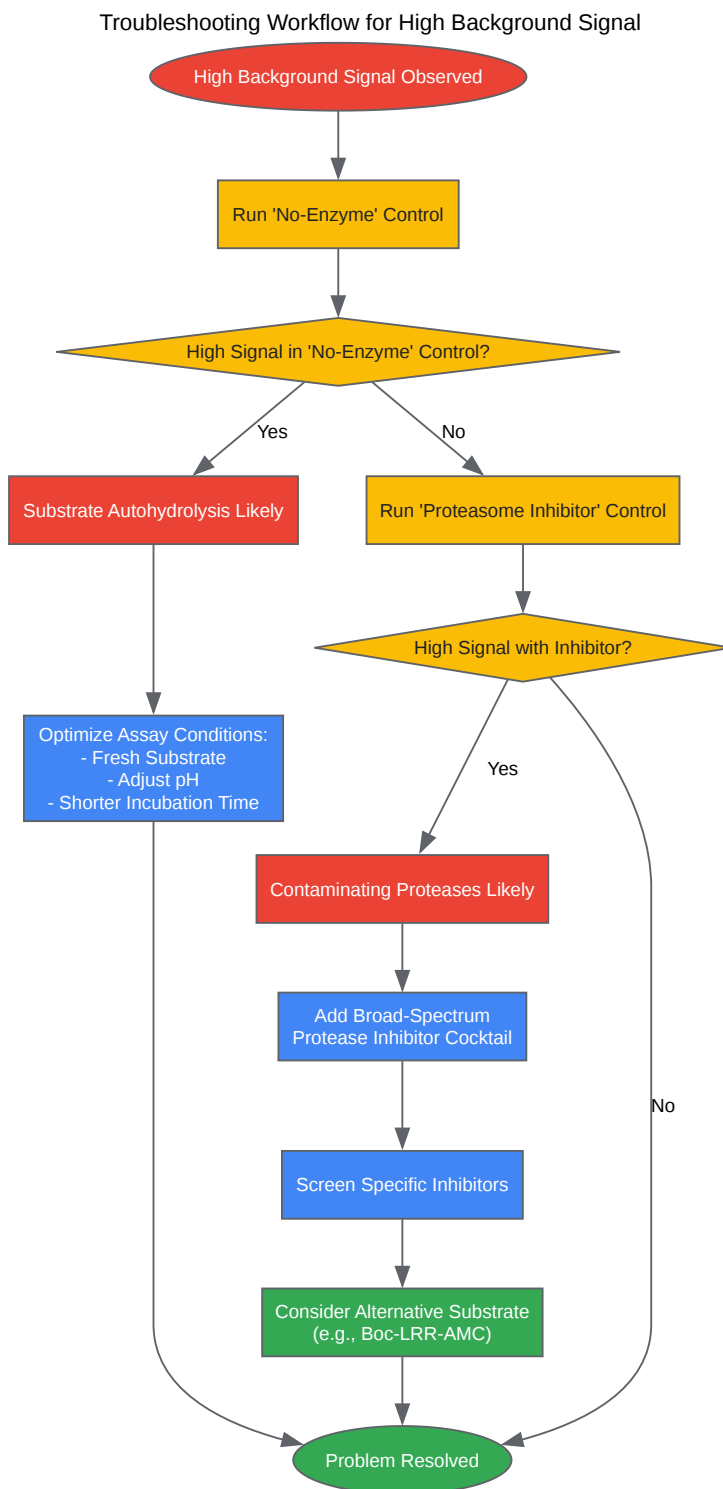 Troubleshooting Workflow for High Background Signal
High Background Signal Observed
Run 'No-Enzyme' Control
High Signal in 'No-Enzyme' Control?
Yes
No
Substrate Autohydrolysis Likely
Run 'Proteasome Inhibitor' Control
High Signal with Inhibitor?
Optimize Assay Conditions:
- Fresh Substrate
- Adjust pH
- Shorter Incubation Time
Yes
Contaminating Proteases Likely
Add Broad-Spectrum
Protease Inhibitor Cocktail
No
Screen Specific Inhibitors
Consider Alternative Substrate
(e.g., Boc-LRR-AMC)
Problem Resolved